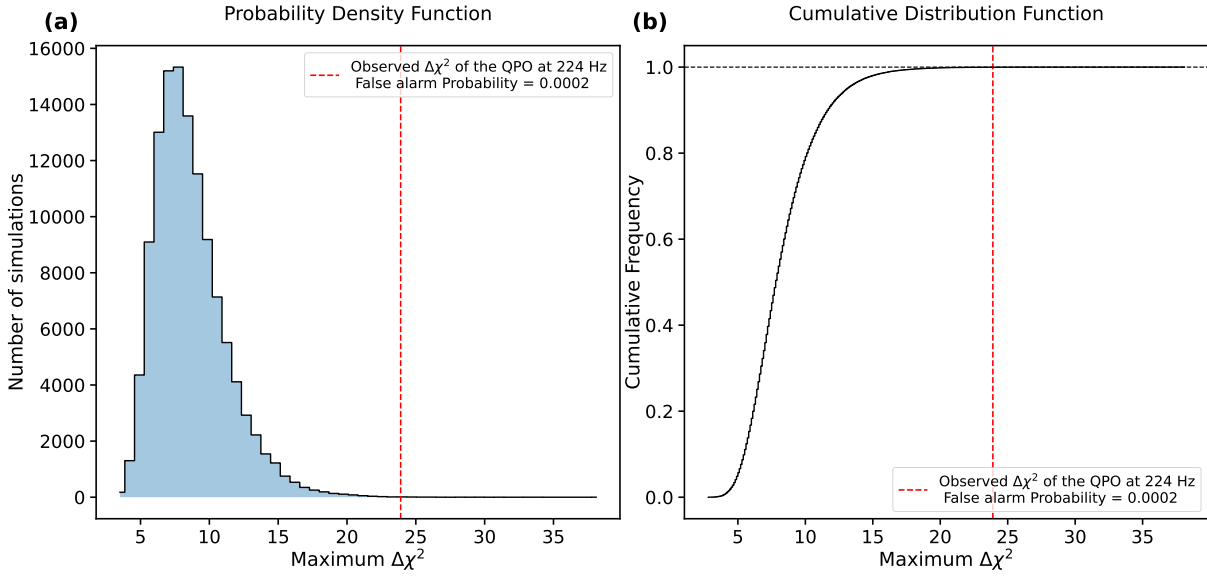 (a)
Probability Density Function
16000
14000
12000
10000
8000
6000
4000
2000
0
Number of simulations
5
10
15
20
25
30
35
Maximum Δχ²
Observed Δχ² of the QPO at 224 Hz
False alarm Probability = 0.0002
(b)
Cumulative Distribution Function
1.0
0.8
0.6
0.4
0.2
0.0
Cumulative Frequency
5
10
15
20
25
30
35
Maximum Δχ²
Observed Δχ² of the QPO at 224 Hz
False alarm Probability = 0.0002